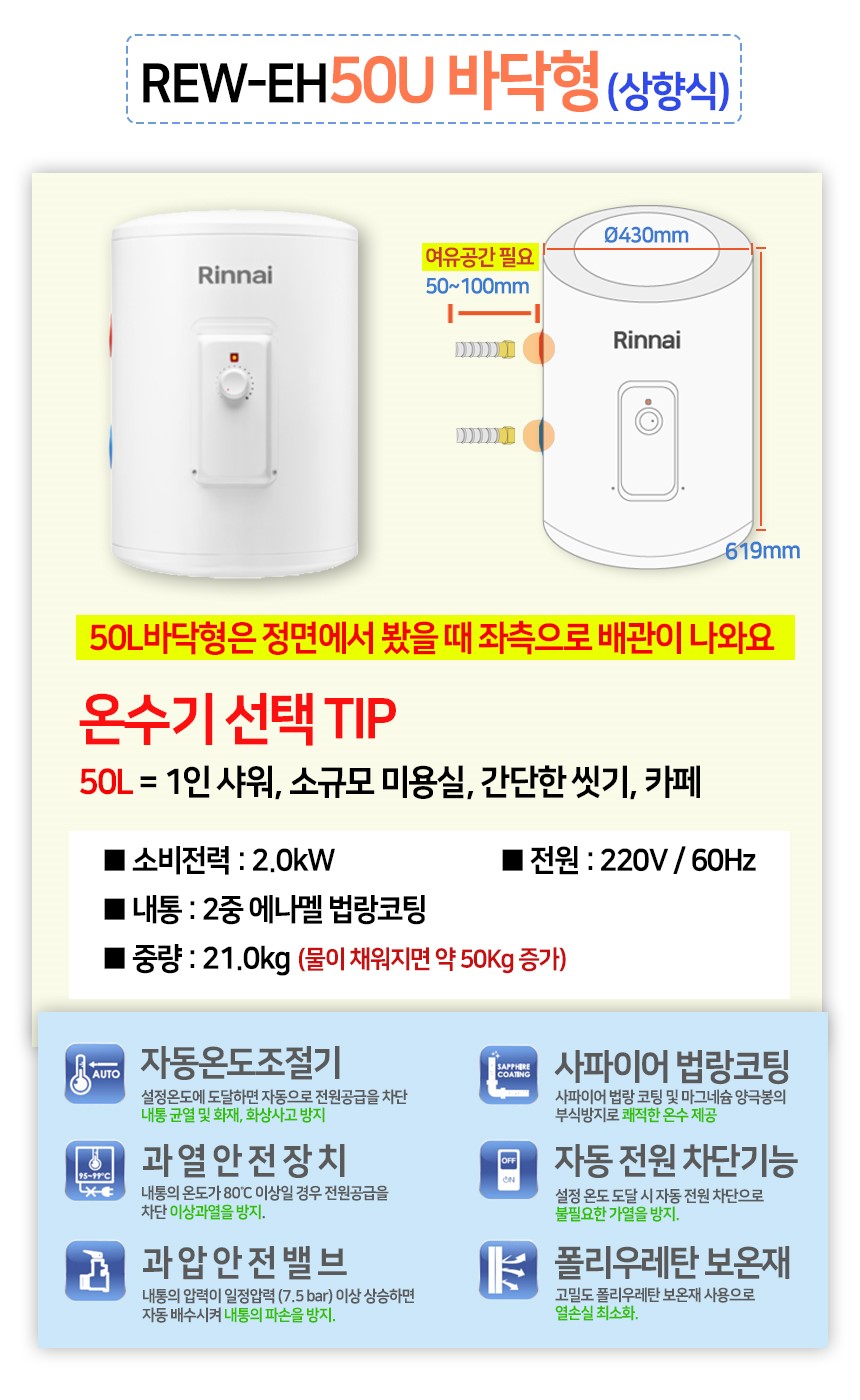 REW-EH50U 바닥형 (상향식)
Rinnai
여유공간 필요
50~100mm
Ø430mm
Rinnai
619mm
50L바닥형은 정면에서 봤을 때 좌측으로 배관이 나와요
온수기 선택 TIP
50L = 1인 샤워, 소규모 미용실, 간단한 씻기, 카페
■ 소비전력 : 2.0kW
■ 전원 : 220V / 60Hz
■ 내통 : 2중 에나멜 법랑코팅
■ 중량 : 21.0kg (물이 채워지면 약 50Kg 증가)
AUTO
자동온도조절기
설정온도에 도달하면 자동으로 전원공급을 차단
내통 균열 및 화재, 화상사고 방지
SAPPHIRE
COATING
사파이어 법랑코팅
사파이어 법랑 코팅 및 마그네슘 양극봉의
부식방지로 쾌적한 온수 제공
95~99℃
과열안전장치
내통의 온도가 80℃ 이상일 경우 전원공급을
차단 이상과열을 방지.
OFF
ON
자동 전원 차단기능
설정 온도 도달 시 자동 전원 차단으로
불필요한 가열을 방지.
과압안전밸브
내통의 압력이 일정압력 (7.5 bar) 이상 상승하면
자동 배수시켜 내통의 파손을 방지.
폴리우레탄 보온재
고밀도 폴리우레탄 보온재 사용으로
열손실 최소화.